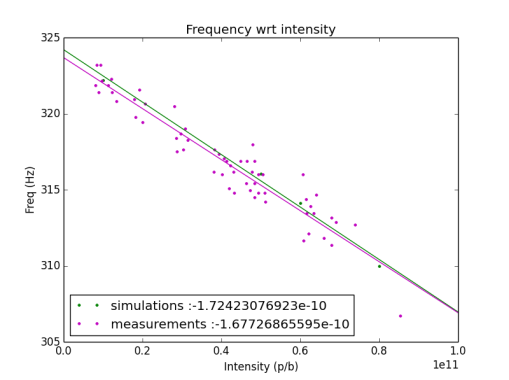 Frequency wrt intensity
325
320
315
310
305
Freq (Hz)
simulations :-1.72423076923e-10
measurements :-1.67726865595e-10
0.0 0.2 0.4 0.6 0.8 1.0
1e11
Intensity (p/b)